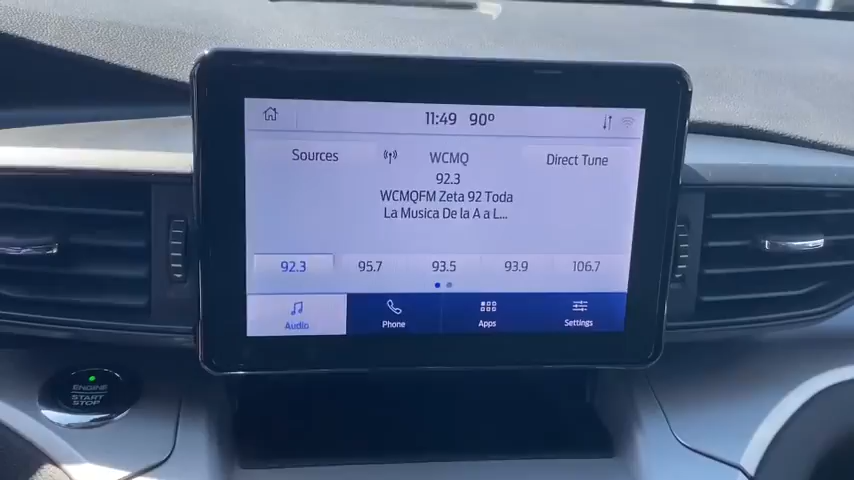 11:49 90°
Sources WCMQ Direct Tune
92.3
WCMQFM Zeta 92 Toda
La Musica De la A a L...
92.3 95.7 93.5 93.9 106.7
Audio Phone Apps Settings
ENGINE
START
STOP